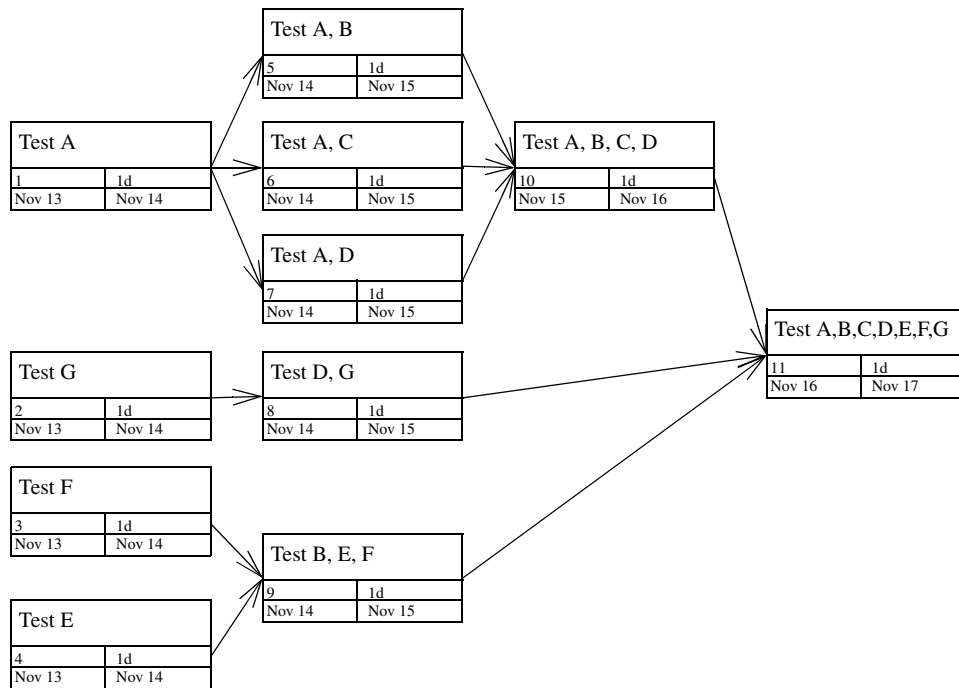 Test A, B
5 1d
Nov 14 Nov 15
Test A
1 1d
Nov 13 Nov 14
Test A, C
6 1d
Nov 14 Nov 15
Test A, B, C, D
10 1d
Nov 15 Nov 16
Test A, D
7 1d
Nov 14 Nov 15
Test A,B,C,D,E,F,G
11 1d
Nov 16 Nov 17
Test G
2 1d
Nov 13 Nov 14
Test D, G
8 1d
Nov 14 Nov 15
Test F
3 1d
Nov 13 Nov 14
Test B, E, F
9 1d
Nov 14 Nov 15
Test E
4 1d
Nov 13 Nov 14